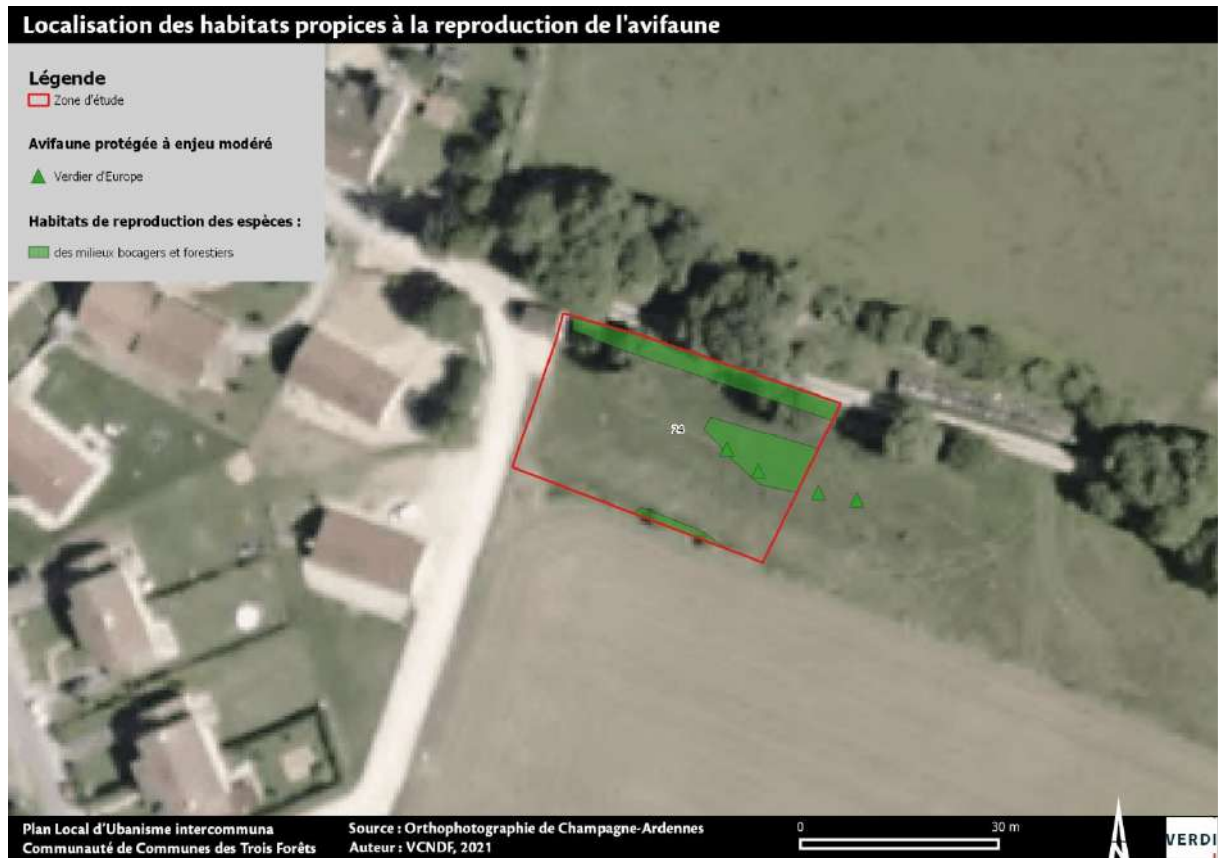 Localisation des habitats propices à la reproduction de l'avifaune
Légende
Zone d'étude
Avifaune protégée à enjeu modéré
Verdier d'Europe
Habitats de reproduction des espèces :
des milieux bocagers et forestiers
24
Plan Local d'Ubanisme intercommuna
Communauté de Communes des Trois Forêts
Source : Orthophotographie de Champagne-Ardennes
Auteur : VCNDF, 2021
0 30 m
N
VERDI